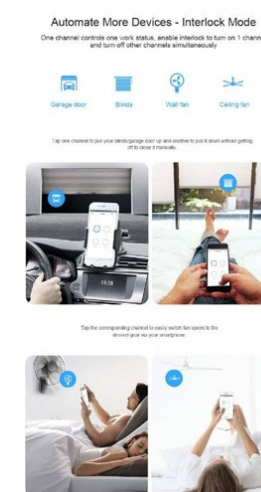 Automate More Devices - Interlock Mode
One channel controls one work status, enable interlock to turn on 1 chann
and turn off other channels simultaneously
Garage door
Blinds
Wall fan
Ceiling fan
Tap one channel to put your blinds/garage door up and another to put it down without getting
off to close it manually.
Tap the corresponding channel to easily switch fan speed to the
desired gear via your smartphone.